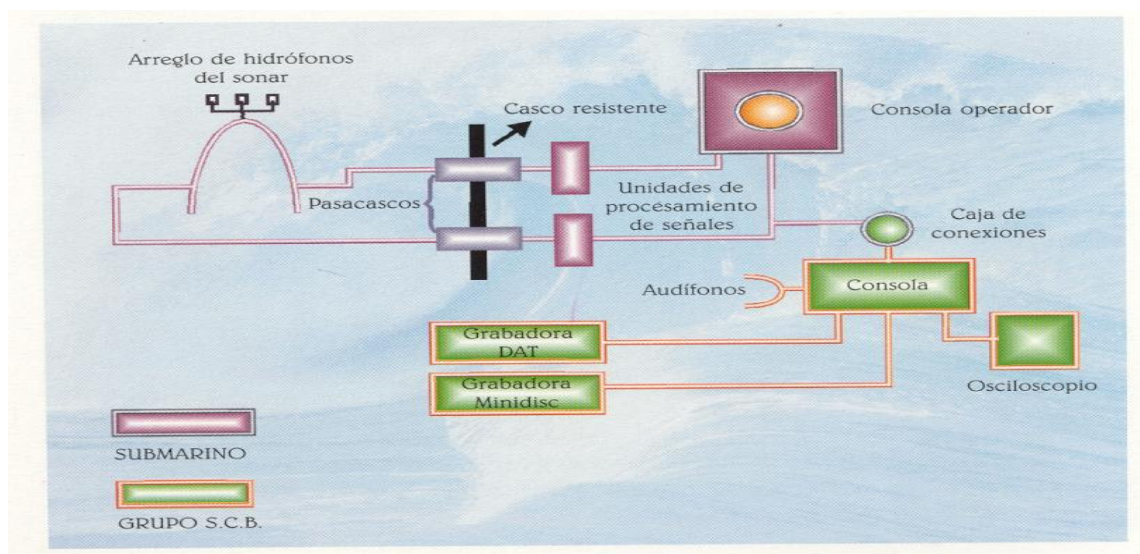 Arreglo de hidrófonos
del sonar
Casco resistente
Consola operador
Pasacascos
Unidades de
procesamiento
de señales
Caja de
conexiones
Audífonos
Consola
Grabadora
DAT
Grabadora
Minidisc
Osciloscopio
SUBMARINO
GRUPO S.C.B.